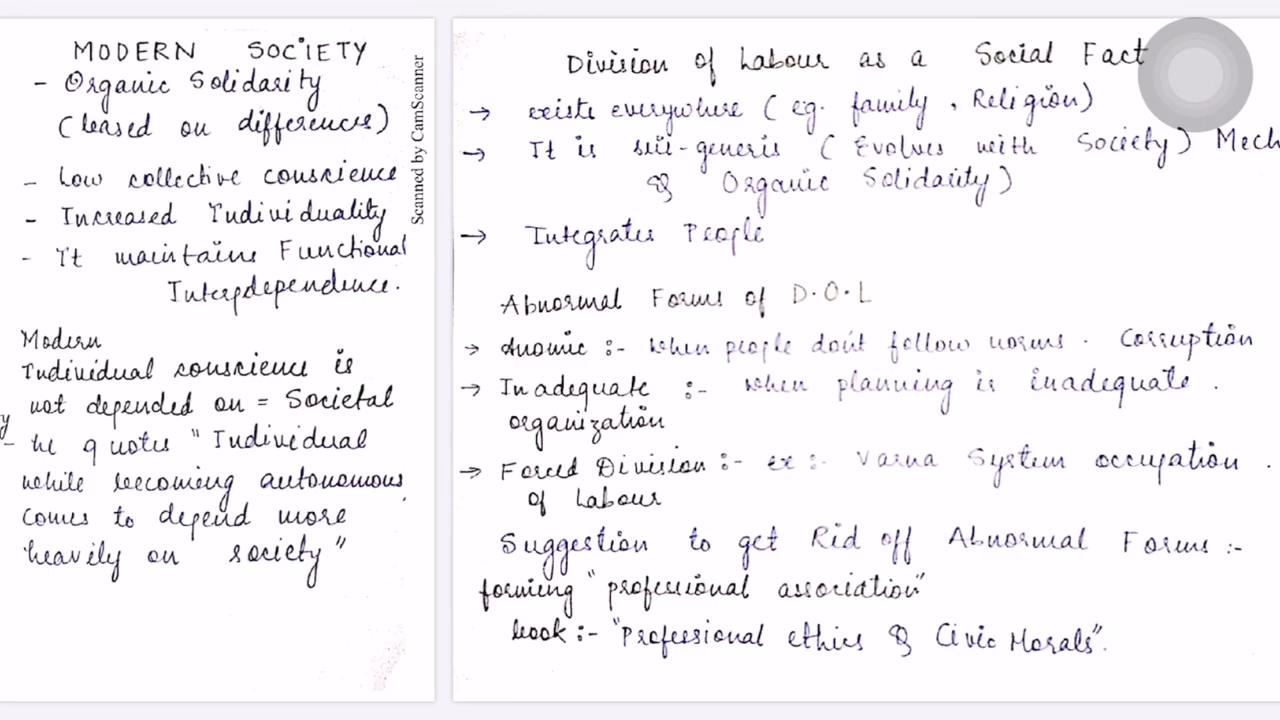 MODERN SOCIETY
- Organic Solidarity
(based on differences)
- Low collective conscience
- Increased Individuality
- It maintains Functional
Interdependence.
Modern
Individual conscience is
not depended on = Societal
- he quotes "Individual
while becoming autonomous,
comes to depend more
heavily on society"
Scanned by CamScanner
Division of Labour as a Social Fact
→ exists everywhere (eg. family, Religion)
→ It is sui-generis (Evolves with Society) Mech
& Organic Solidarity)
→ Integrates People
Abnormal Forms of D.O.L
→ Anomic :- when people don't follow norms. Corruption
→ Inadequate :- when planning is inadequate.
organization
→ Forced Division :- ex :- Varna System occupation.
of Labour
Suggestion to get Rid off Abnormal Forms :-
forming "professional association"
book :- "Professional ethics & Civic Morals".